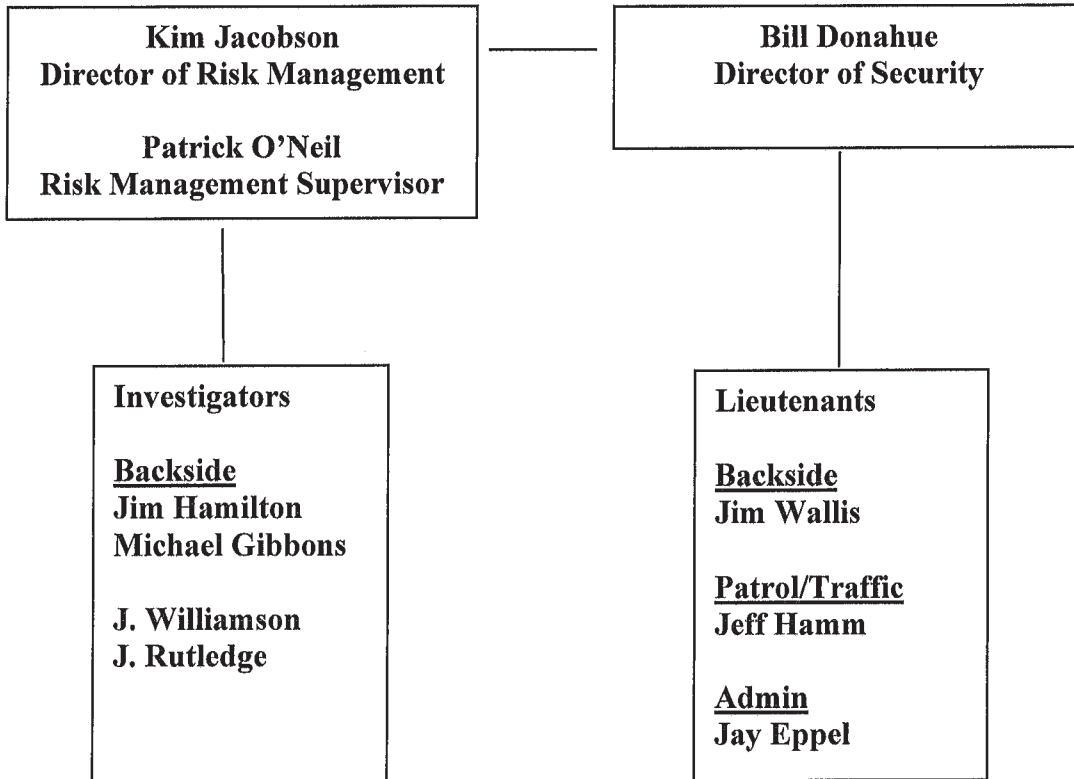 Kim Jacobson
Director of Risk Management
Patrick O'Neil
Risk Management Supervisor
Bill Donahue
Director of Security
Investigators
Backside
Jim Hamilton
Michael Gibbons
J. Williamson
J. Rutledge
Lieutenants
Backside
Jim Wallis
Patrol/Traffic
Jeff Hamm
Admin
Jay Eppel